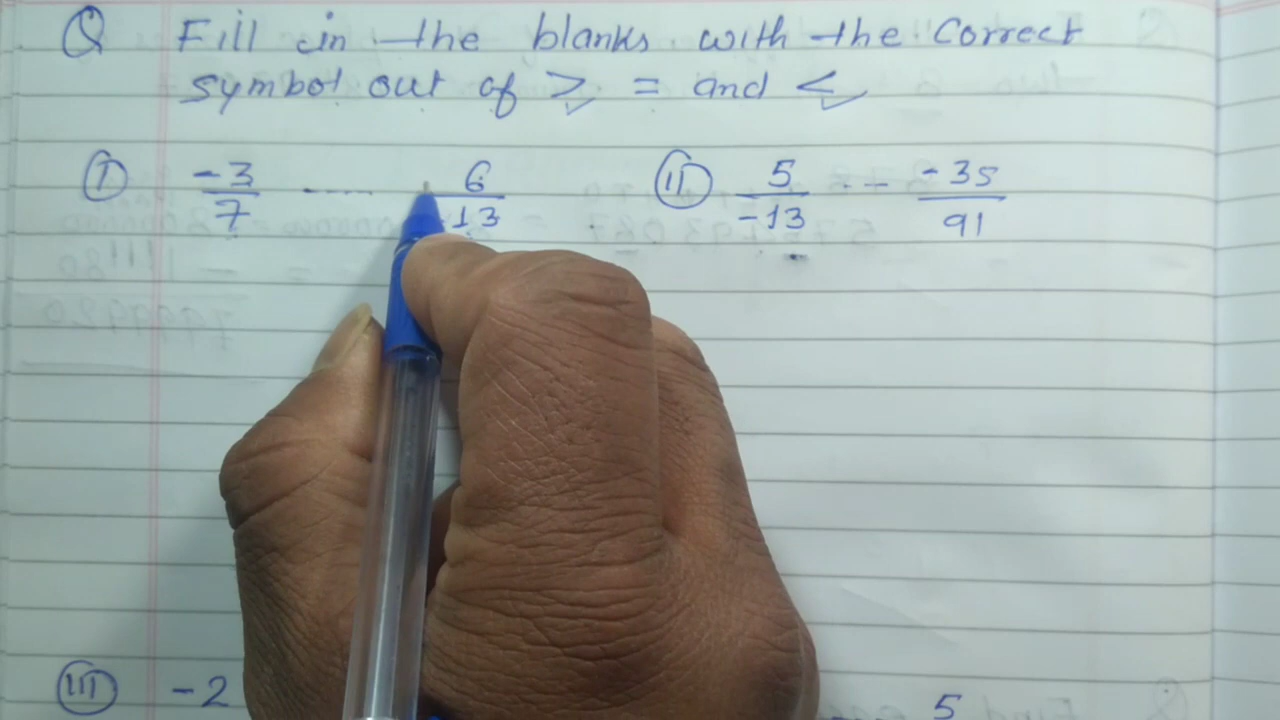 Q Fill in the blanks with the Correct
symbol out of >, = and <,
(I) -3/7 ---- 6/-13 (II) 5/-13 -- -35/91
(III) -2 5